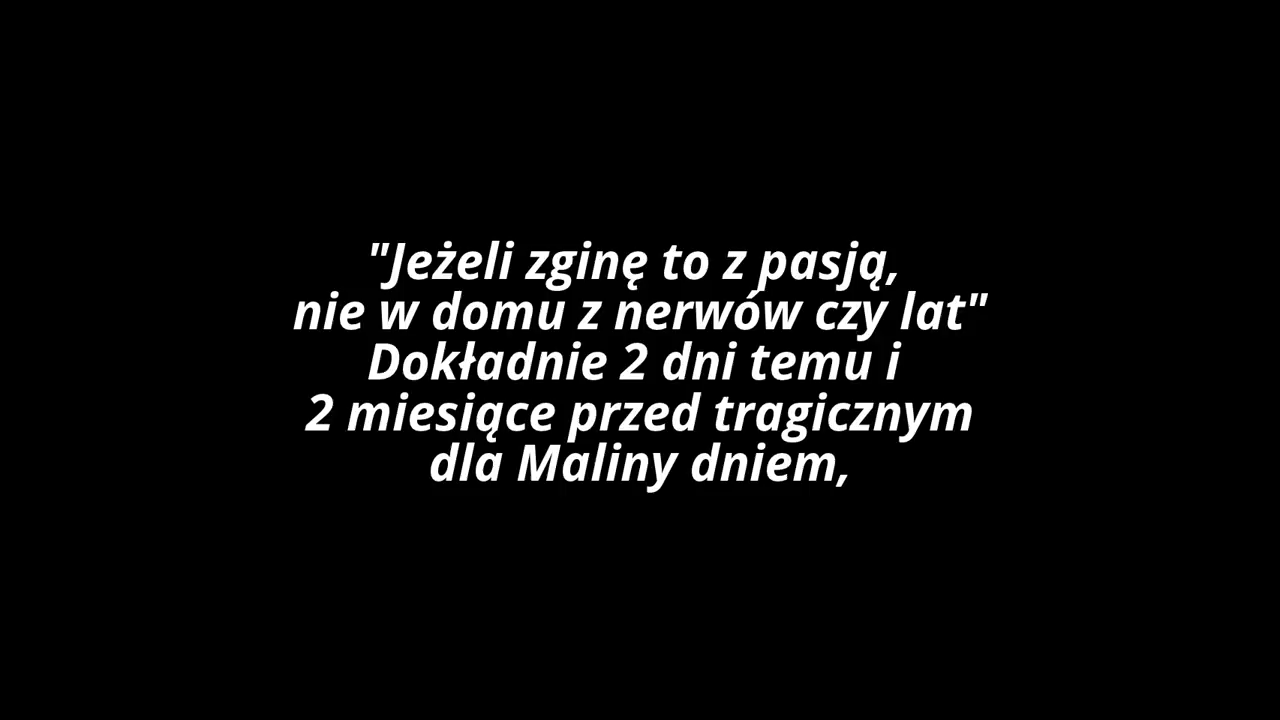 "Jeżeli zginę to z pasją,
nie w domu z nerwów czy lat"
Dokładnie 2 dni temu i
2 miesiące przed tragicznym
dla Maliny dniem,